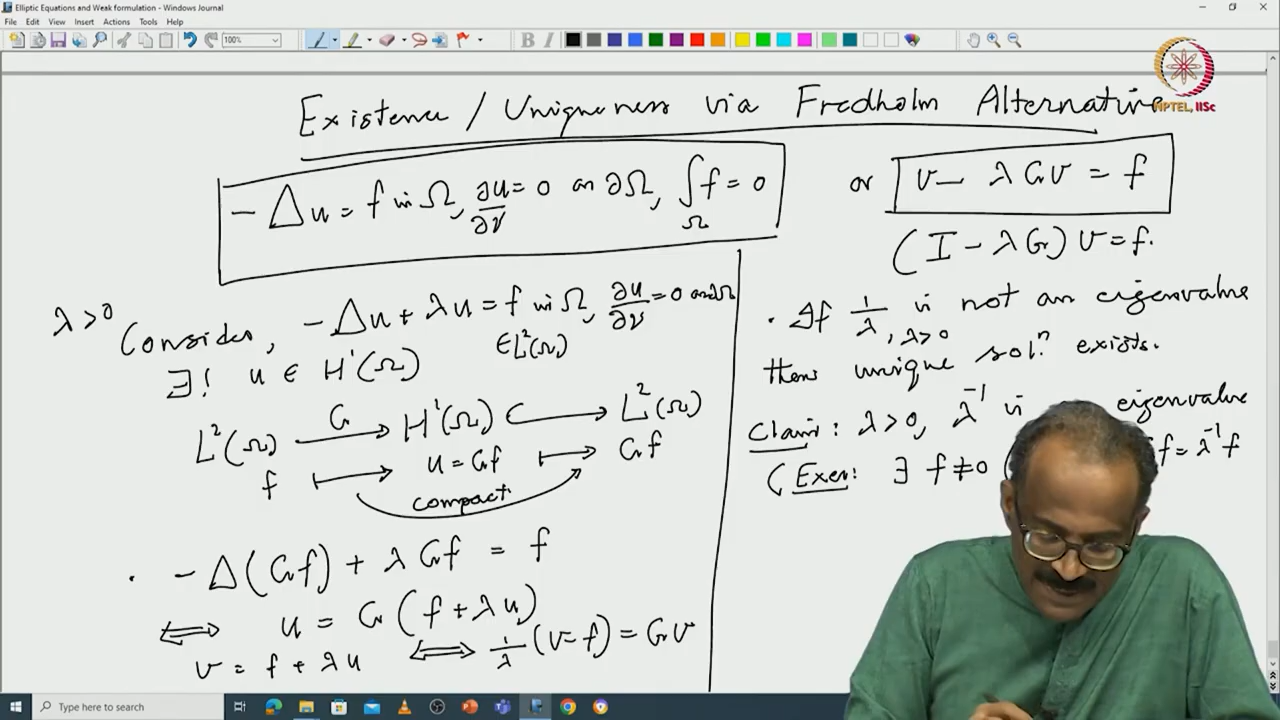 Elliptic Equations and Weak formulation - Windows Journal
File Edit View Insert Actions Tools Help
100%
NPTEL, IISc
Existence / Uniqueness via Fredholm Alternative
-Δu = f in Ω, ∂u/∂ν = 0 on ∂Ω, ∫_Ω f = 0
λ > 0 Consider, -Δu + λu = f in Ω, ∂u/∂ν = 0 on ∂Ω
∈ L²(Ω)
∃! u ∈ H¹(Ω)
L²(Ω) —G→ H¹(Ω) ↪ L²(Ω)
f ↦ u = Gf ↦ Gf
compact
· -Δ(Gf) + λGf = f
⟺ u = G(f + λu)
v = f + λu ⟺ 1/λ (v - f) = Gv
or v - λGv = f
(I - λG) v = f.
· If 1/λ is not an eigenvalue
, λ>0
then unique solⁿ exists.
Claim: λ > 0, λ⁻¹ is eigenvalue
(Exer: ∃ f ≠ 0 f = λ⁻¹f
Type here to search